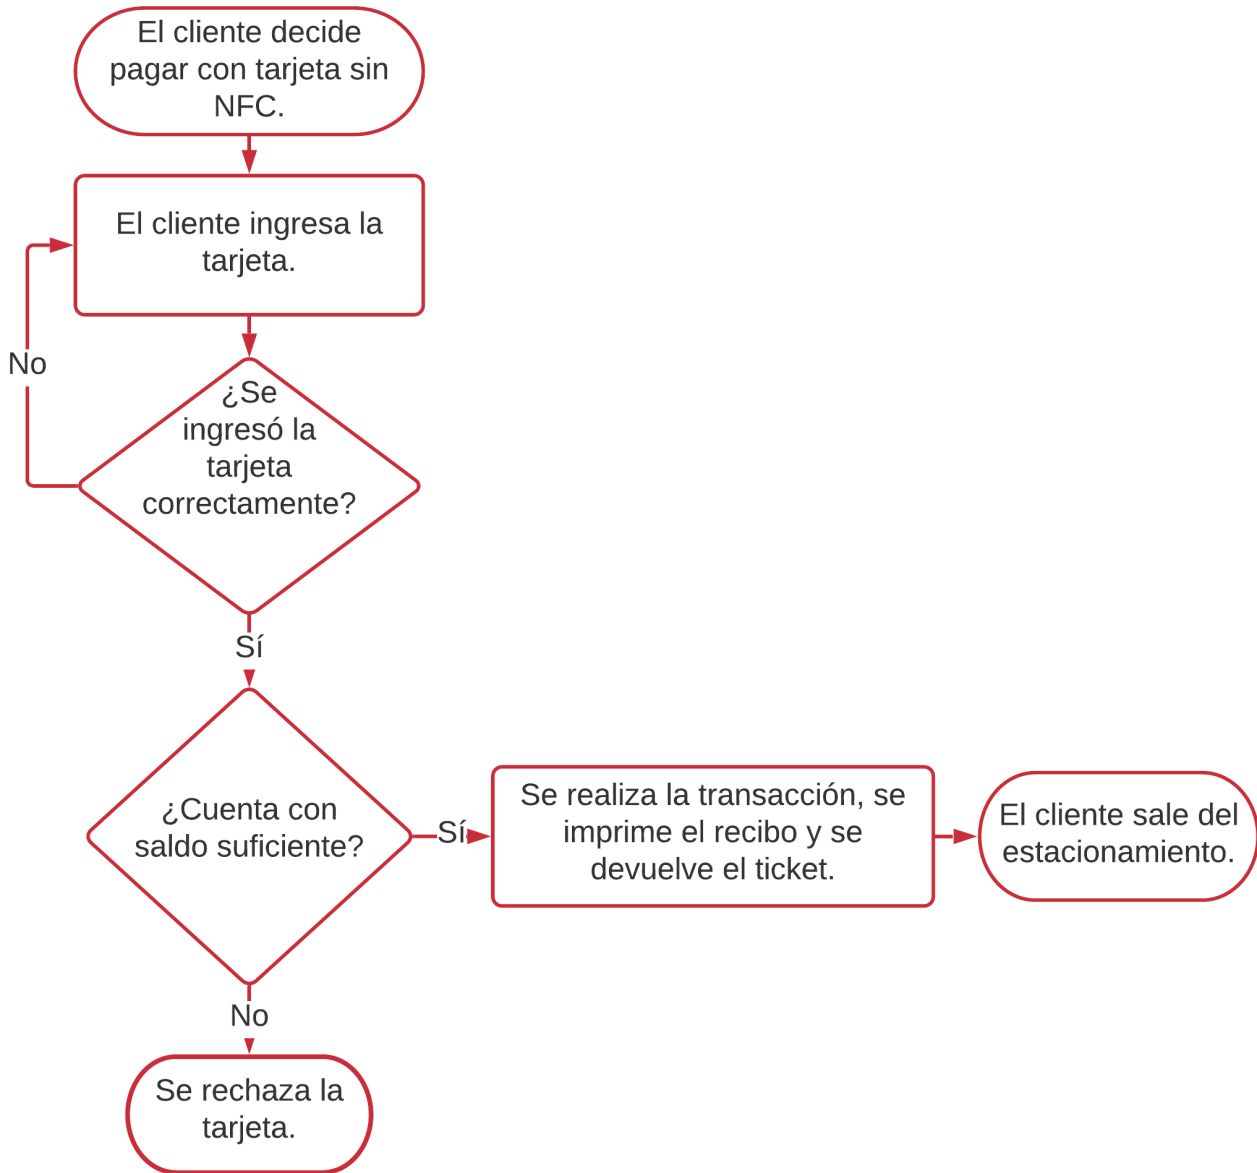 El cliente decide
pagar con tarjeta sin
NFC.
El cliente ingresa la
tarjeta.
No
¿Se
ingresó la
tarjeta
correctamente?
Sí
¿Cuenta con
saldo suficiente?
Sí
Se realiza la transacción, se
imprime el recibo y se
devuelve el ticket.
El cliente sale del
estacionamiento.
No
Se rechaza la
tarjeta.